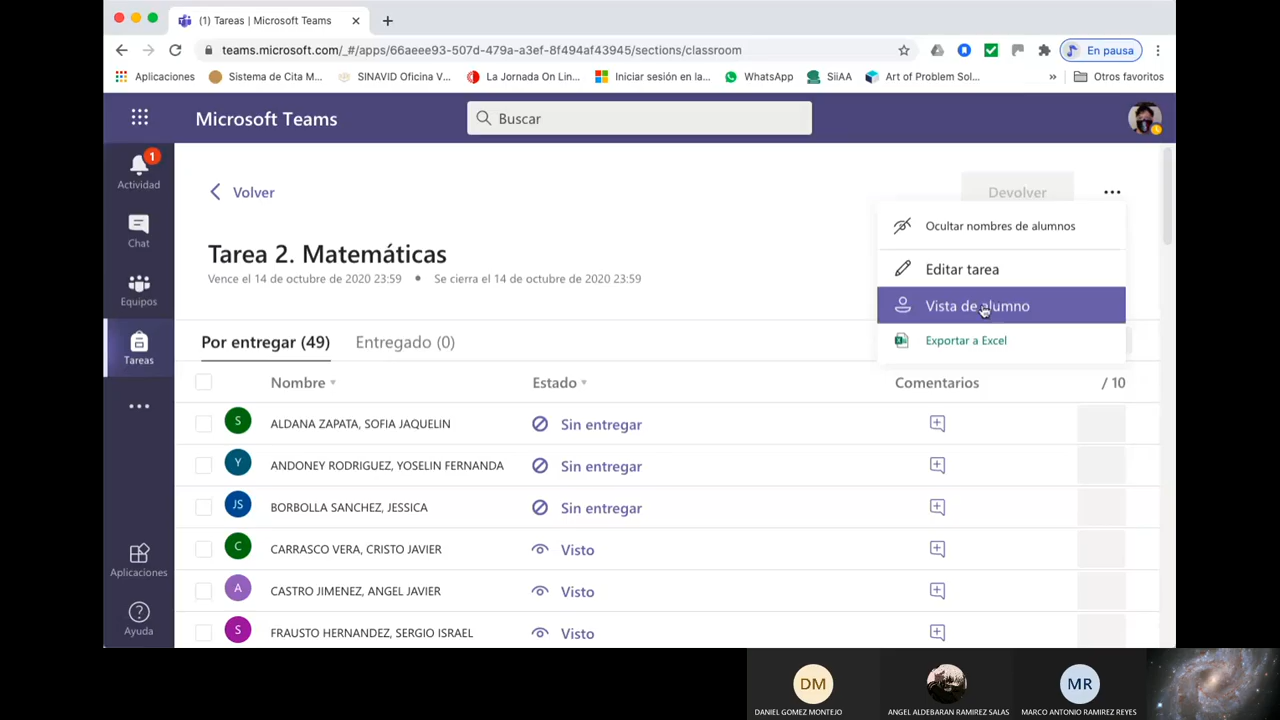 (1) Tareas | Microsoft Teams
teams.microsoft.com/_#/apps/66aeee93-507d-479a-a3ef-8f494af43945/sections/classroom
En pausa
Aplicaciones
Sistema de Cita M...
SINAVID Oficina V...
La Jornada On Lin...
Iniciar sesión en la...
WhatsApp
SiiAA
Art of Problem Sol...
»
Otros favoritos
Microsoft Teams
Buscar
1
Actividad
Chat
Equipos
Tareas
Aplicaciones
Ayuda
Volver
Devolver
Ocultar nombres de alumnos
Editar tarea
Vista de alumno
Exportar a Excel
Tarea 2. Matemáticas
Vence el 14 de octubre de 2020 23:59 • Se cierra el 14 de octubre de 2020 23:59
Por entregar (49) Entregado (0)
Nombre Estado Comentarios / 10
S ALDANA ZAPATA, SOFIA JAQUELIN Sin entregar
Y ANDONEY RODRIGUEZ, YOSELIN FERNANDA Sin entregar
JS BORBOLLA SANCHEZ, JESSICA Sin entregar
C CARRASCO VERA, CRISTO JAVIER Visto
A CASTRO JIMENEZ, ANGEL JAVIER Visto
S FRAUSTO HERNANDEZ, SERGIO ISRAEL Visto
DM
DANIEL GOMEZ MONTEJO
ANGEL ALDEBARAN RAMIREZ SALAS
MR
MARCO ANTONIO RAMIREZ REYES